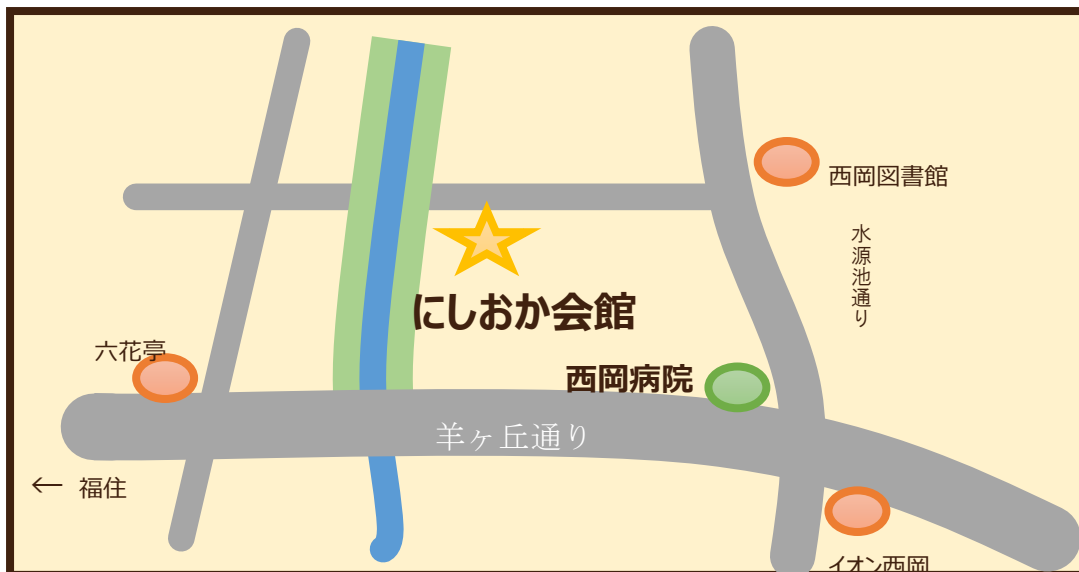 西岡図書館
水源池通り
にしおか会館
六花亭
西岡病院
羊ヶ丘通り
← 福住
イオン西岡